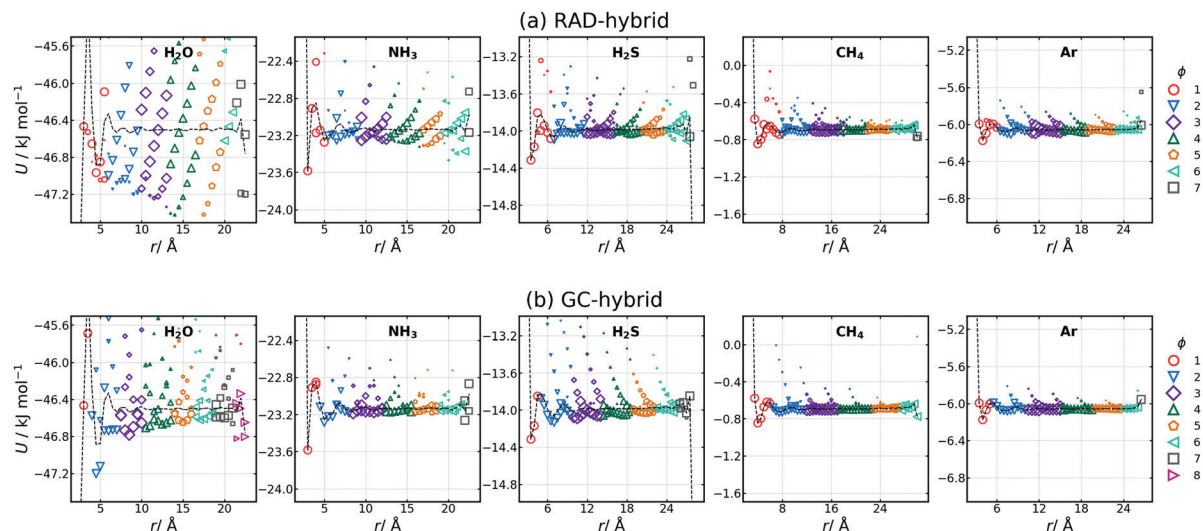 (a) RAD-hybrid
U / kJ mol⁻¹
H₂O
−45.6
−46.0
−46.4
−46.8
−47.2
5 10 15 20
r/ Å
NH₃
−22.4
−22.8
−23.2
−23.6
−24.0
5 10 15 20
r/ Å
H₂S
−13.2
−13.6
−14.0
−14.4
−14.8
6 12 18 24
r/ Å
CH₄
0.0
−0.4
−0.8
−1.2
−1.6
8 16 24
r/ Å
Ar
−5.2
−5.6
−6.0
−6.4
−6.8
6 12 18 24
r/ Å
ϕ
1
2
3
4
5
6
7
(b) GC-hybrid
U / kJ mol⁻¹
H₂O
−45.6
−46.0
−46.4
−46.8
−47.2
5 10 15 20
r/ Å
NH₃
−22.4
−22.8
−23.2
−23.6
−24.0
5 10 15 20
r/ Å
H₂S
−13.2
−13.6
−14.0
−14.4
−14.8
6 12 18 24
r/ Å
CH₄
0.0
−0.4
−0.8
−1.2
−1.6
8 16 24
r/ Å
Ar
−5.2
−5.6
−6.0
−6.4
−6.8
6 12 18 24
r/ Å
ϕ
1
2
3
4
5
6
7
8